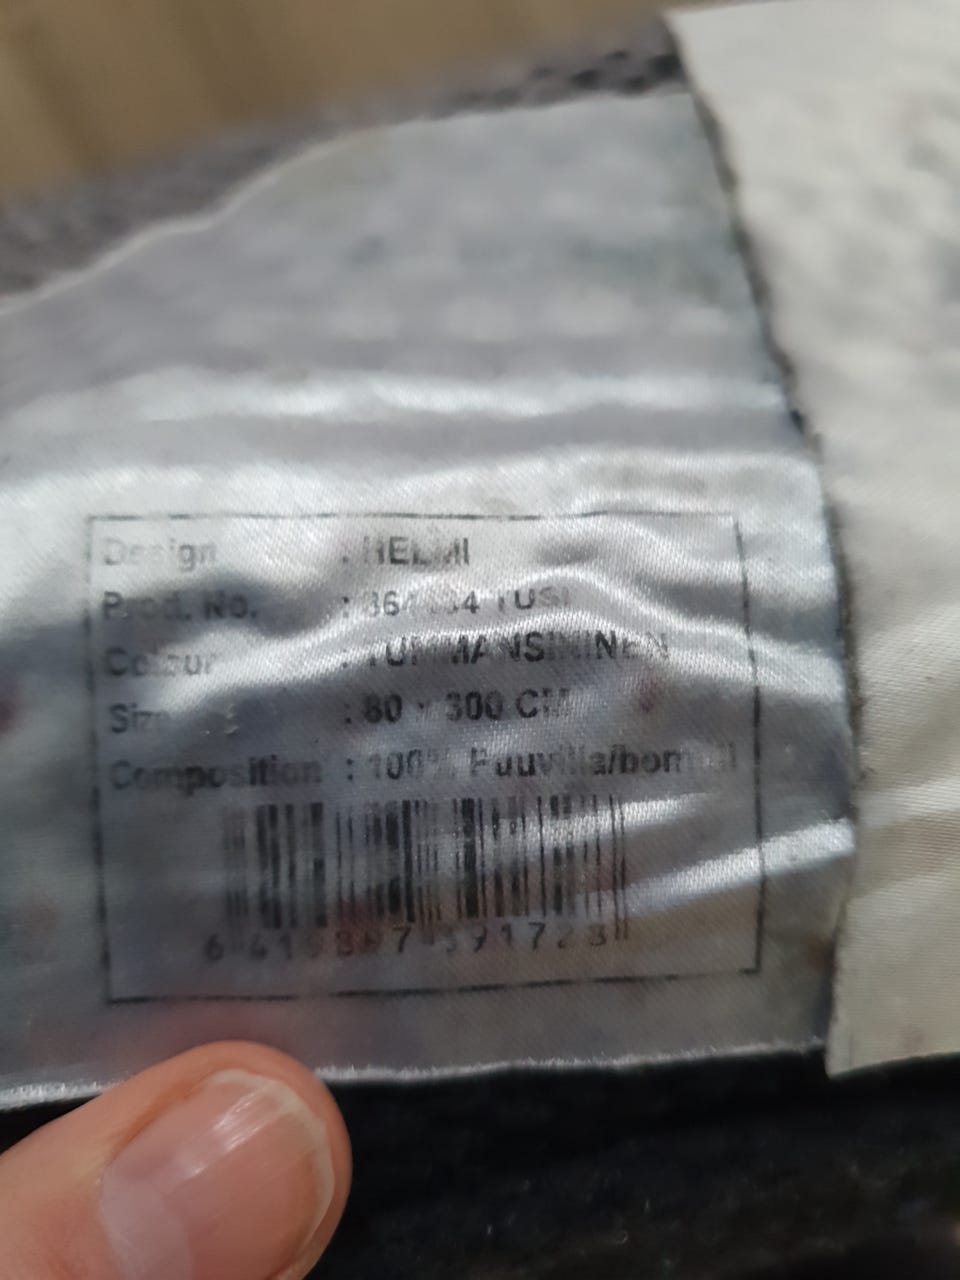 Design : HELMI
Prod. No. :
Colour : TUMMANSININEN
Size : 80 x 300 CM
Composition : 100% Puuvilla/bomull